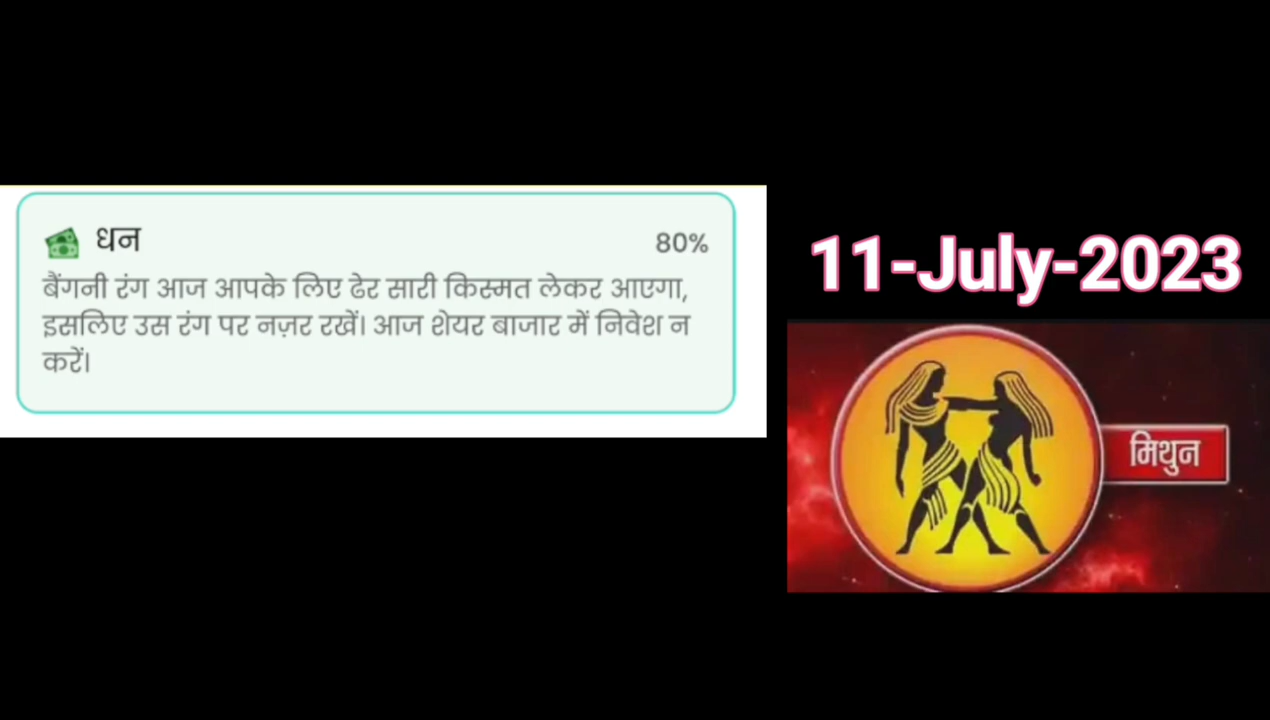 धन
80%
बैंगनी रंग आज आपके लिए ढेर सारी किस्मत लेकर आएगा,
इसलिए उस रंग पर नज़र रखें। आज शेयर बाजार में निवेश न
करें।
11-July-2023
मिथुन